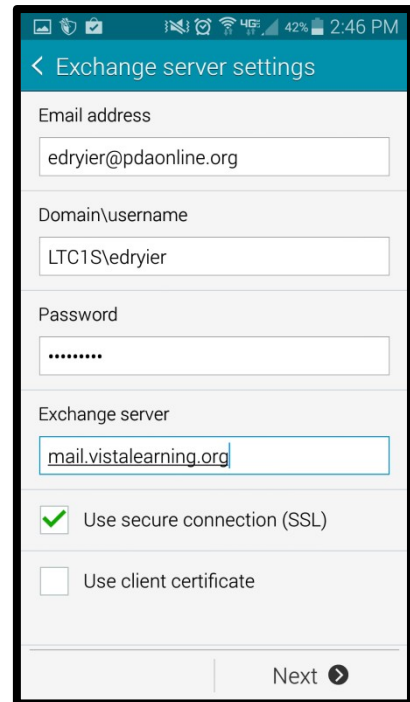 4G 42% 2:46 PM
Exchange server settings
Email address
edryier@pdaonline.org
Domain\username
LTC1S\edryier
Password
•••••••••
Exchange server
mail.vistalearning.org
Use secure connection (SSL)
Use client certificate
Next